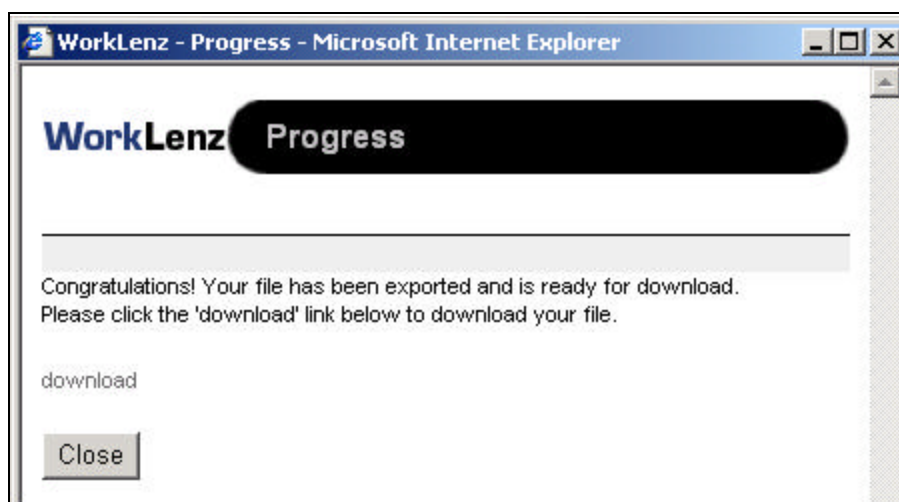 WorkLenz - Progress - Microsoft Internet Explorer
WorkLenz Progress
Congratulations! Your file has been exported and is ready for download.
Please click the 'download' link below to download your file.
download
Close